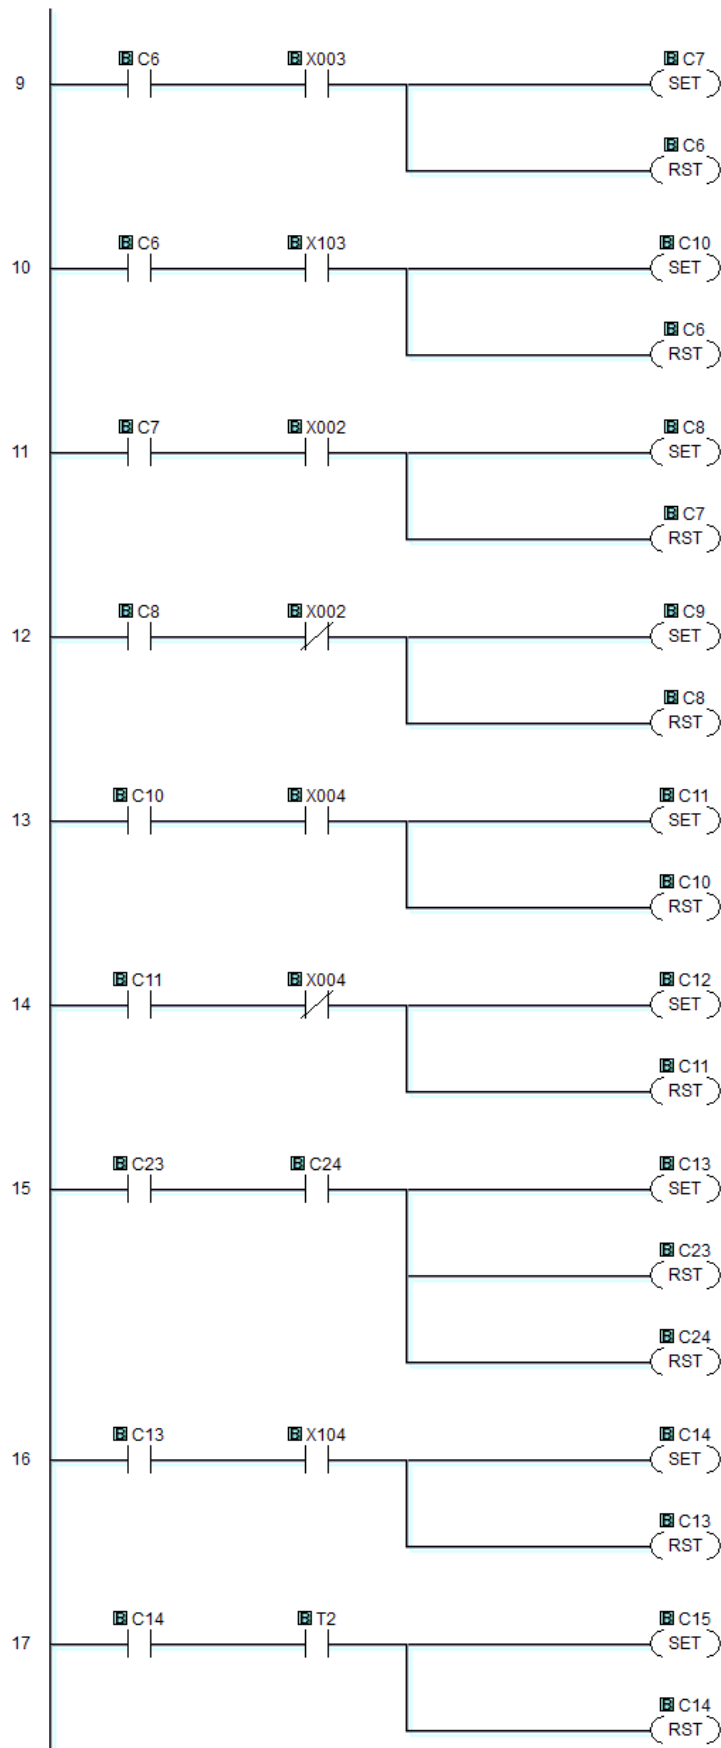 B C6 B X003 B C7
9 SET
B C6
RST
B C6 B X103 B C10
10 SET
B C6
RST
B C7 B X002 B C8
11 SET
B C7
RST
B C8 B X002 B C9
12 SET
B C8
RST
B C10 B X004 B C11
13 SET
B C10
RST
B C11 B X004 B C12
14 SET
B C11
RST
B C23 B C24 B C13
15 SET
B C23
RST
B C24
RST
B C13 B X104 B C14
16 SET
B C13
RST
B C14 B T2 B C15
17 SET
B C14
RST